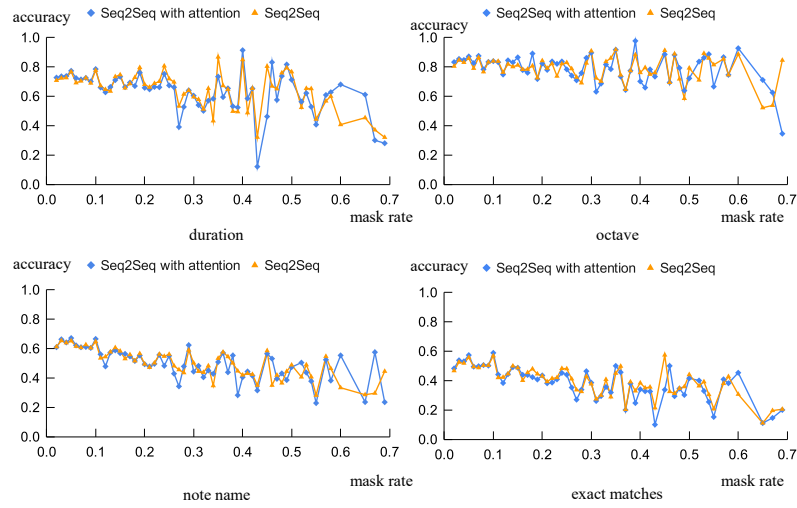 accuracy
Seq2Seq with attention
Seq2Seq
1.0
0.8
0.6
0.4
0.2
0.0
0.0 0.1 0.2 0.3 0.4 0.5 0.6 0.7
mask rate
duration
accuracy
Seq2Seq with attention
Seq2Seq
1.0
0.8
0.6
0.4
0.2
0.0
0.0 0.1 0.2 0.3 0.4 0.5 0.6 0.7
mask rate
octave
accuracy
Seq2Seq with attention
Seq2Seq
1.0
0.8
0.6
0.4
0.2
0.0
0.0 0.1 0.2 0.3 0.4 0.5 0.6 0.7
mask rate
note name
accuracy
Seq2Seq with attention
Seq2Seq
1.0
0.8
0.6
0.4
0.2
0.0
0.0 0.1 0.2 0.3 0.4 0.5 0.6 0.7
mask rate
exact matches